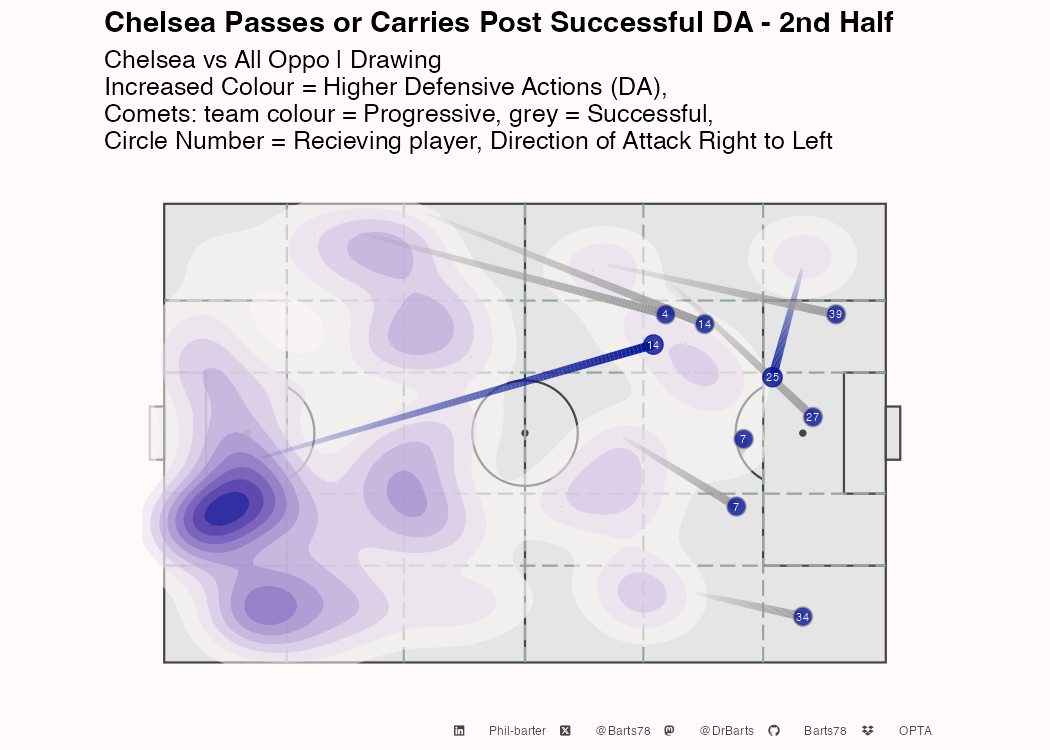 Chelsea Passes or Carries Post Successful DA - 2nd Half
Chelsea vs All Oppo | Drawing
Increased Colour = Higher Defensive Actions (DA),
Comets: team colour = Progressive, grey = Successful,
Circle Number = Recieving player, Direction of Attack Right to Left
4
14
39
14
25
27
7
7
34
Phil-barter @Barts78 @DrBarts Barts78 OPTA